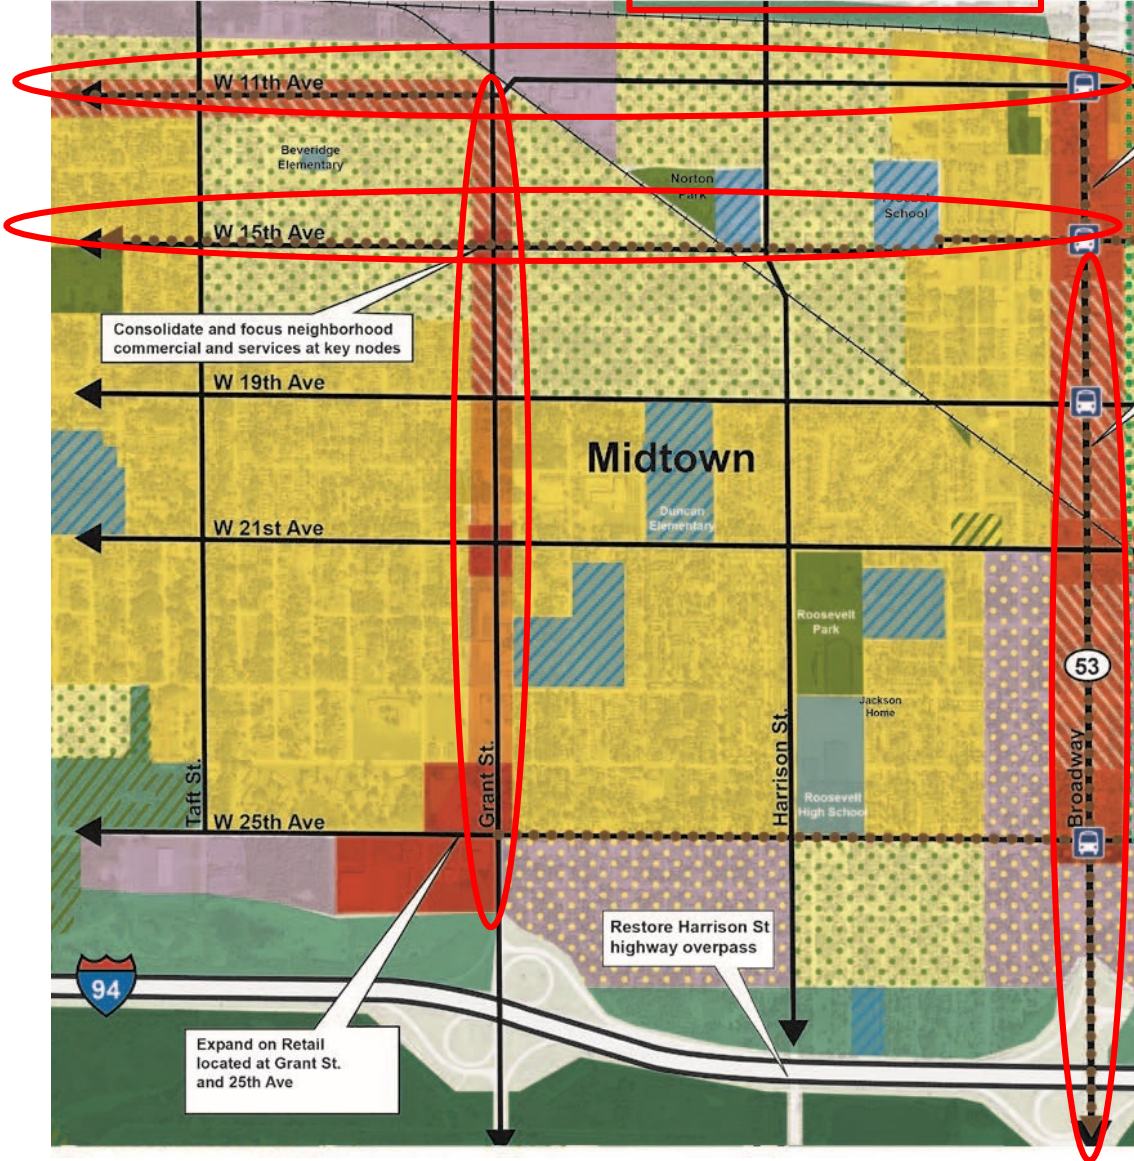 W 11th Ave
Beveridge
Elementary
Norton
Park
School
W 15th Ave
Consolidate and focus neighborhood
commercial and services at key nodes
W 19th Ave
Midtown
Duncan
Elementary
W 21st Ave
Roosevelt
Park
53
Jackson
Home
Taft St.
Grant St.
Harrison St.
Broadway
Roosevelt
High School
W 25th Ave
Restore Harrison St
highway overpass
94
Expand on Retail
located at Grant St.
and 25th Ave